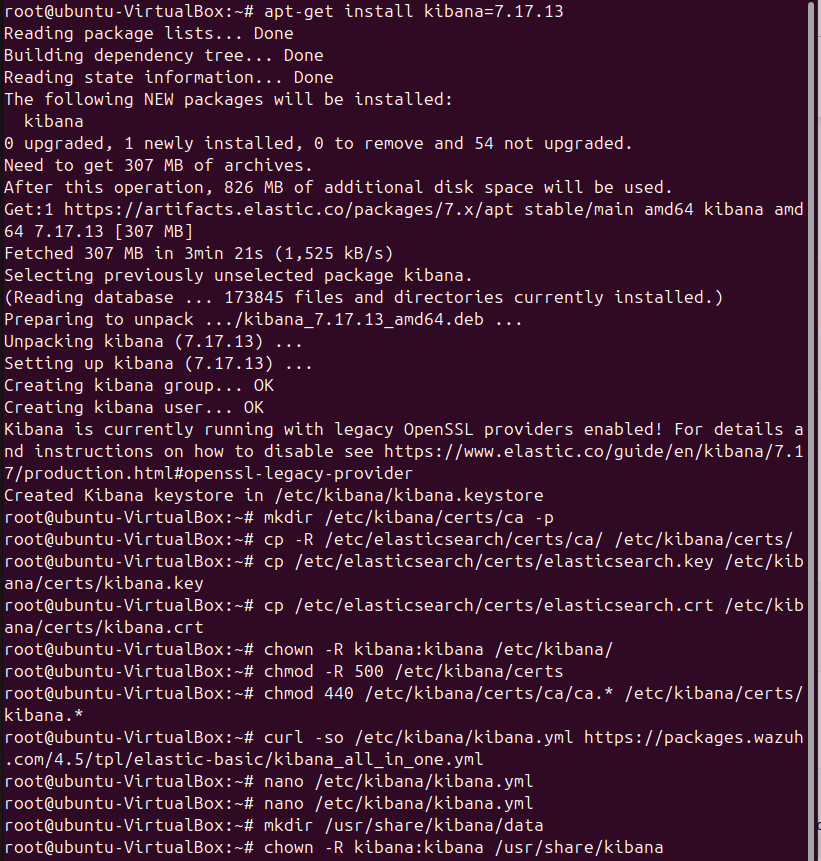 root@ubuntu-VirtualBox:~# apt-get install kibana=7.17.13
Reading package lists... Done
Building dependency tree... Done
Reading state information... Done
The following NEW packages will be installed:
  kibana
0 upgraded, 1 newly installed, 0 to remove and 54 not upgraded.
Need to get 307 MB of archives.
After this operation, 826 MB of additional disk space will be used.
Get:1 https://artifacts.elastic.co/packages/7.x/apt stable/main amd64 kibana amd
64 7.17.13 [307 MB]
Fetched 307 MB in 3min 21s (1,525 kB/s)
Selecting previously unselected package kibana.
(Reading database ... 173845 files and directories currently installed.)
Preparing to unpack .../kibana_7.17.13_amd64.deb ...
Unpacking kibana (7.17.13) ...
Setting up kibana (7.17.13) ...
Creating kibana group... OK
Creating kibana user... OK
Kibana is currently running with legacy OpenSSL providers enabled! For details a
nd instructions on how to disable see https://www.elastic.co/guide/en/kibana/7.1
7/production.html#openssl-legacy-provider
Created Kibana keystore in /etc/kibana/kibana.keystore
root@ubuntu-VirtualBox:~# mkdir /etc/kibana/certs/ca -p
root@ubuntu-VirtualBox:~# cp -R /etc/elasticsearch/certs/ca/ /etc/kibana/certs/
root@ubuntu-VirtualBox:~# cp /etc/elasticsearch/certs/elasticsearch.key /etc/kib
ana/certs/kibana.key
root@ubuntu-VirtualBox:~# cp /etc/elasticsearch/certs/elasticsearch.crt /etc/kib
ana/certs/kibana.crt
root@ubuntu-VirtualBox:~# chown -R kibana:kibana /etc/kibana/
root@ubuntu-VirtualBox:~# chmod -R 500 /etc/kibana/certs
root@ubuntu-VirtualBox:~# chmod 440 /etc/kibana/certs/ca/ca.* /etc/kibana/certs/
kibana.*
root@ubuntu-VirtualBox:~# curl -so /etc/kibana/kibana.yml https://packages.wazuh
.com/4.5/tpl/elastic-basic/kibana_all_in_one.yml
root@ubuntu-VirtualBox:~# nano /etc/kibana/kibana.yml
root@ubuntu-VirtualBox:~# nano /etc/kibana/kibana.yml
root@ubuntu-VirtualBox:~# mkdir /usr/share/kibana/data
root@ubuntu-VirtualBox:~# chown -R kibana:kibana /usr/share/kibana